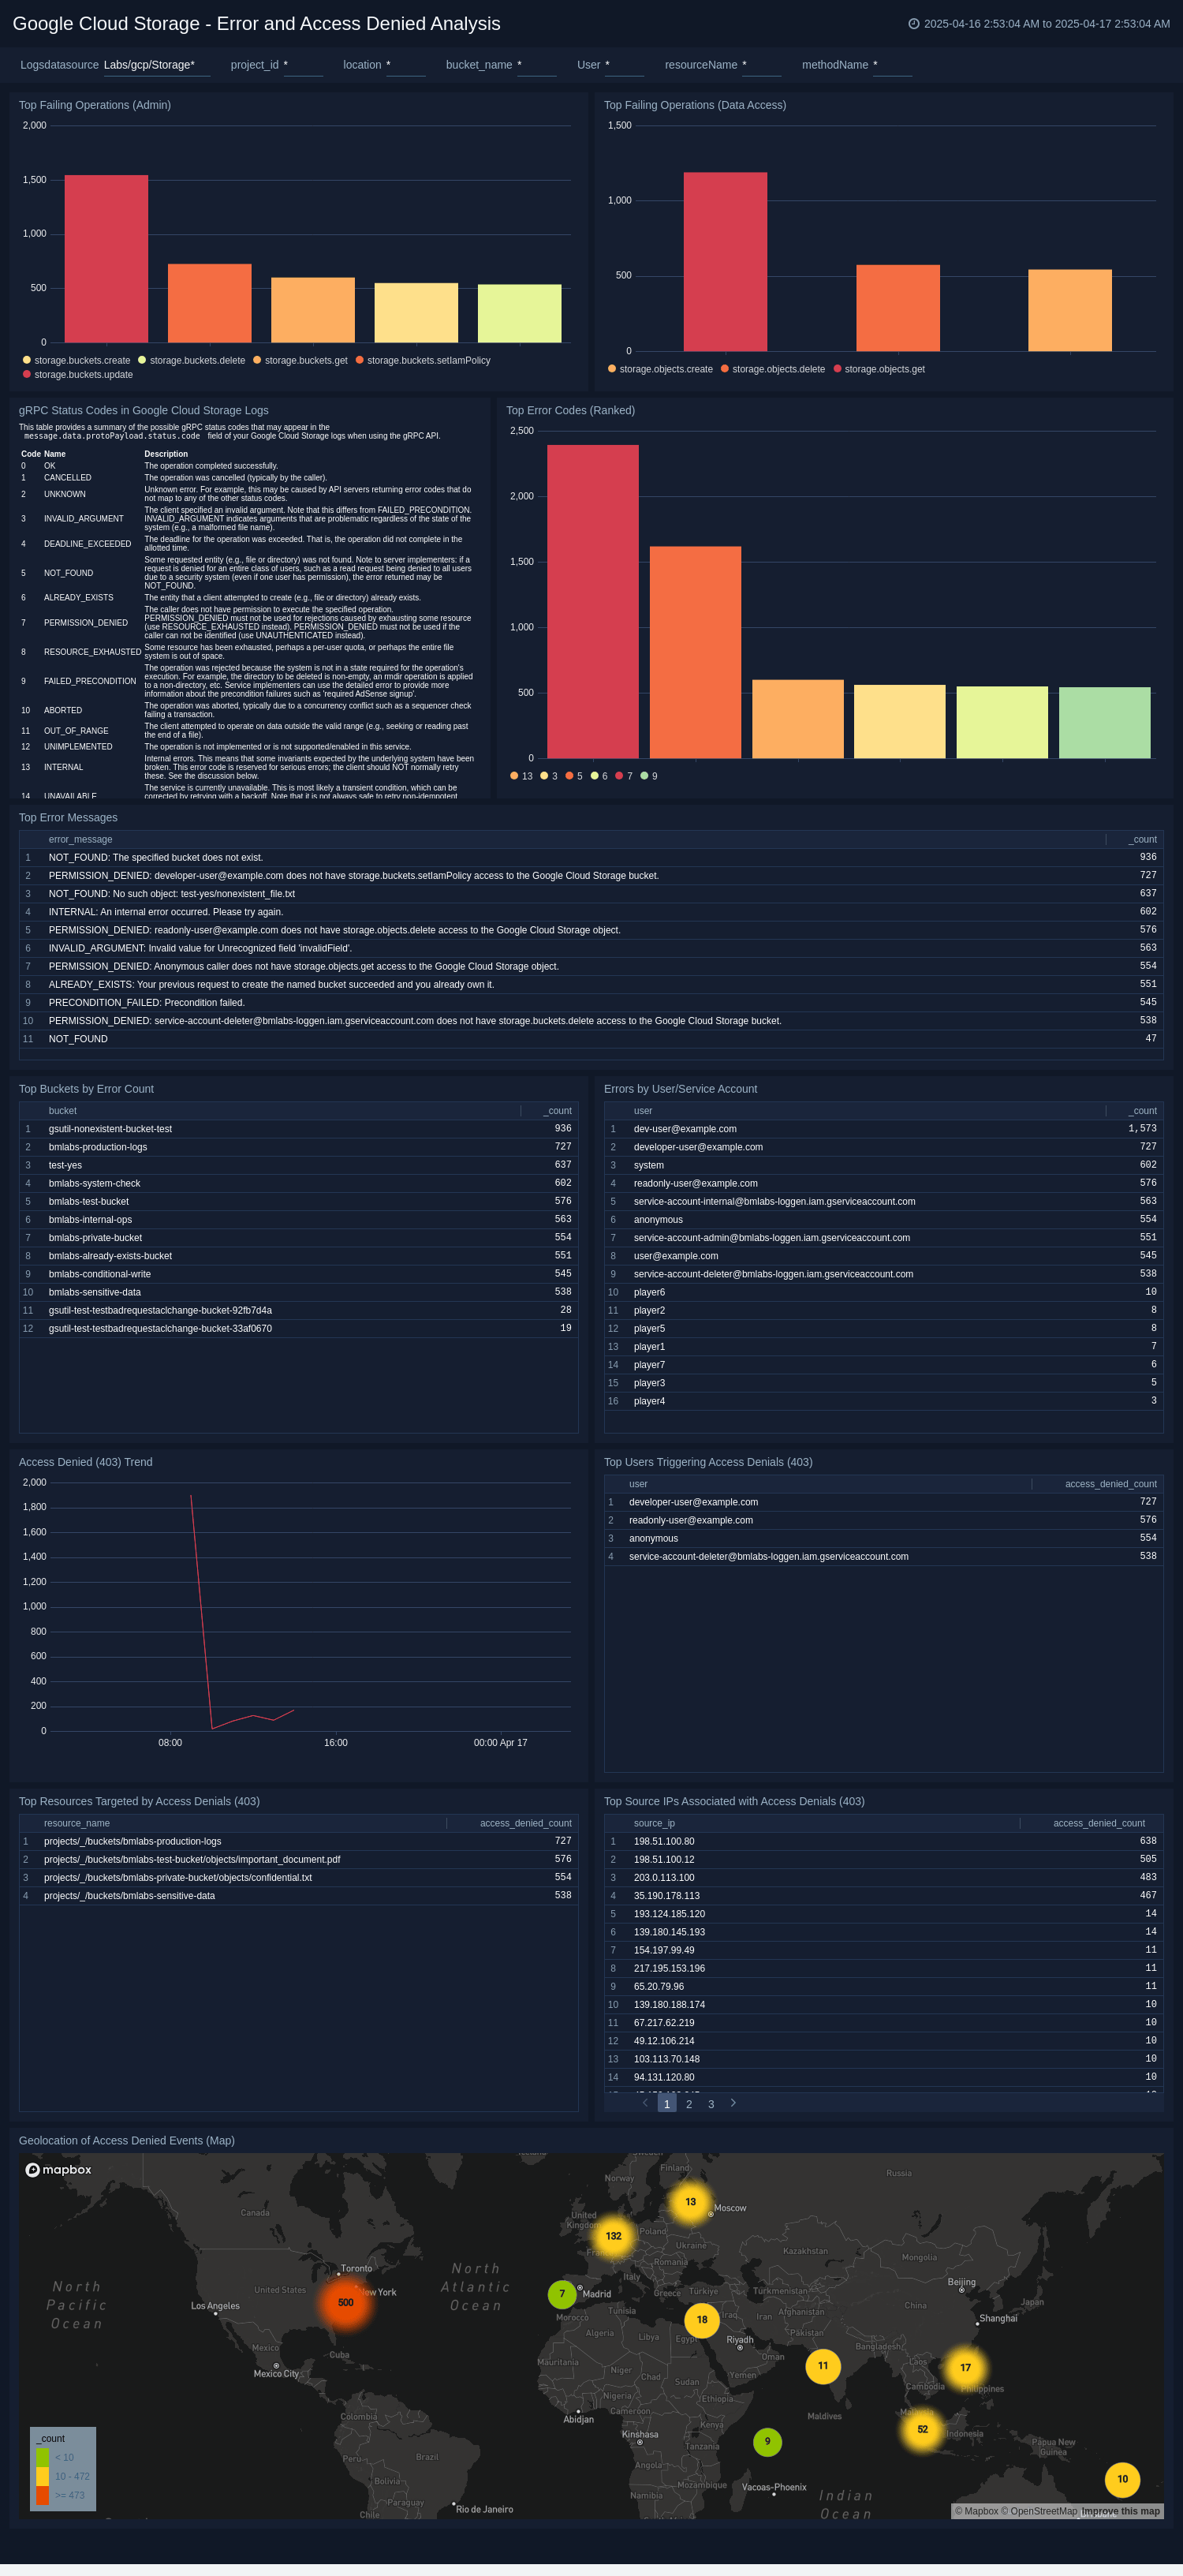 Google Cloud Storage - Error and Access Denied Analysis
2025-04-16 2:53:04 AM to 2025-04-17 2:53:04 AM
Logsdatasource Labs/gcp/Storage* project_id * location * bucket_name * User * resourceName * methodName *
Top Failing Operations (Admin)
2,000
1,500
1,000
500
0
storage.buckets.create storage.buckets.delete storage.buckets.get storage.buckets.setIamPolicy
storage.buckets.update
Top Failing Operations (Data Access)
1,500
1,000
500
0
storage.objects.create storage.objects.delete storage.objects.get
gRPC Status Codes in Google Cloud Storage Logs
This table provides a summary of the possible gRPC status codes that may appear in the
message.data.protoPayload.status.code field of your Google Cloud Storage logs when using the gRPC API.
Code Name Description
0 OK The operation completed successfully.
1 CANCELLED The operation was cancelled (typically by the caller).
2 UNKNOWN Unknown error. For example, this may be caused by API servers returning error codes that do
not map to any of the other status codes.
3 INVALID_ARGUMENT The client specified an invalid argument. Note that this differs from FAILED_PRECONDITION.
INVALID_ARGUMENT indicates arguments that are problematic regardless of the state of the
system (e.g., a malformed file name).
4 DEADLINE_EXCEEDED The deadline for the operation was exceeded. That is, the operation did not complete in the
allotted time.
5 NOT_FOUND Some requested entity (e.g., file or directory) was not found. Note to server implementers: if a
request is denied for an entire class of users, such as a read request being denied to all users
due to a security system (even if one user has permission), the error returned may be
NOT_FOUND.
6 ALREADY_EXISTS The entity that a client attempted to create (e.g., file or directory) already exists.
7 PERMISSION_DENIED The caller does not have permission to execute the specified operation.
PERMISSION_DENIED must not be used for rejections caused by exhausting some resource
(use RESOURCE_EXHAUSTED instead). PERMISSION_DENIED must not be used if the
caller can not be identified (use UNAUTHENTICATED instead).
8 RESOURCE_EXHAUSTED Some resource has been exhausted, perhaps a per-user quota, or perhaps the entire file
system is out of space.
9 FAILED_PRECONDITION The operation was rejected because the system is not in a state required for the operation's
execution. For example, the directory to be deleted is non-empty, an rmdir operation is applied
to a non-directory, etc. Service implementers can use the detailed error to provide more
information about the precondition failures such as 'required AdSense signup'.
10 ABORTED The operation was aborted, typically due to a concurrency conflict such as a sequencer check
failing a transaction.
11 OUT_OF_RANGE The client attempted to operate on data outside the valid range (e.g., seeking or reading past
the end of a file).
12 UNIMPLEMENTED The operation is not implemented or is not supported/enabled in this service.
13 INTERNAL Internal errors. This means that some invariants expected by the underlying system have been
broken. This error code is reserved for serious errors; the client should NOT normally retry
these. See the discussion below.
14 UNAVAILABLE The service is currently unavailable. This is most likely a transient condition, which can be
corrected by retrying with a backoff. Note that it is not always safe to retry non-idempotent
Top Error Codes (Ranked)
2,500
2,000
1,500
1,000
500
0
13 3 5 6 7 9
Top Error Messages
error_message _count
1 NOT_FOUND: The specified bucket does not exist. 936
2 PERMISSION_DENIED: developer-user@example.com does not have storage.buckets.setIamPolicy access to the Google Cloud Storage bucket. 727
3 NOT_FOUND: No such object: test-yes/nonexistent_file.txt 637
4 INTERNAL: An internal error occurred. Please try again. 602
5 PERMISSION_DENIED: readonly-user@example.com does not have storage.objects.delete access to the Google Cloud Storage object. 576
6 INVALID_ARGUMENT: Invalid value for Unrecognized field 'invalidField'. 563
7 PERMISSION_DENIED: Anonymous caller does not have storage.objects.get access to the Google Cloud Storage object. 554
8 ALREADY_EXISTS: Your previous request to create the named bucket succeeded and you already own it. 551
9 PRECONDITION_FAILED: Precondition failed. 545
10 PERMISSION_DENIED: service-account-deleter@bmlabs-loggen.iam.gserviceaccount.com does not have storage.buckets.delete access to the Google Cloud Storage bucket. 538
11 NOT_FOUND 47
Top Buckets by Error Count
bucket _count
1 gsutil-nonexistent-bucket-test 936
2 bmlabs-production-logs 727
3 test-yes 637
4 bmlabs-system-check 602
5 bmlabs-test-bucket 576
6 bmlabs-internal-ops 563
7 bmlabs-private-bucket 554
8 bmlabs-already-exists-bucket 551
9 bmlabs-conditional-write 545
10 bmlabs-sensitive-data 538
11 gsutil-test-testbadrequestaclchange-bucket-92fb7d4a 28
12 gsutil-test-testbadrequestaclchange-bucket-33af0670 19
Errors by User/Service Account
user _count
1 dev-user@example.com 1,573
2 developer-user@example.com 727
3 system 602
4 readonly-user@example.com 576
5 service-account-internal@bmlabs-loggen.iam.gserviceaccount.com 563
6 anonymous 554
7 service-account-admin@bmlabs-loggen.iam.gserviceaccount.com 551
8 user@example.com 545
9 service-account-deleter@bmlabs-loggen.iam.gserviceaccount.com 538
10 player6 10
11 player2 8
12 player5 8
13 player1 7
14 player7 6
15 player3 5
16 player4 3
Access Denied (403) Trend
2,000
1,800
1,600
1,400
1,200
1,000
800
600
400
200
0
08:00 16:00 00:00 Apr 17
Top Users Triggering Access Denials (403)
user access_denied_count
1 developer-user@example.com 727
2 readonly-user@example.com 576
3 anonymous 554
4 service-account-deleter@bmlabs-loggen.iam.gserviceaccount.com 538
Top Resources Targeted by Access Denials (403)
resource_name access_denied_count
1 projects/_/buckets/bmlabs-production-logs 727
2 projects/_/buckets/bmlabs-test-bucket/objects/important_document.pdf 576
3 projects/_/buckets/bmlabs-private-bucket/objects/confidential.txt 554
4 projects/_/buckets/bmlabs-sensitive-data 538
Top Source IPs Associated with Access Denials (403)
source_ip access_denied_count
1 198.51.100.80 638
2 198.51.100.12 505
3 203.0.113.100 483
4 35.190.178.113 467
5 193.124.185.120 14
6 139.180.145.193 14
7 154.197.99.49 11
8 217.195.153.196 11
9 65.20.79.96 11
10 139.180.188.174 10
11 67.217.62.219 10
12 49.12.106.214 10
13 103.113.70.148 10
14 94.131.120.80 10
1 2 3
Geolocation of Access Denied Events (Map)
mapbox
Norway
Finland
Russia
13
Moscow
Canada
United
Kingdom
132
Poland
Ukraine
Kazakhstan
Mongolia
Romania
Toronto
North
Atlantic
Ocean
Italy
Beijing
United States
New York
500
North
Pacific
Ocean
7
Madrid
Greece
Türkiye
Turkmenistan
China
Japan
Los Angeles
Morocco
Tunisia
18
Iraq
Iran
Afghanistan
Shanghai
Algeria
Libya
Egypt
Riyadh
Pakistan
Mexico
Cuba
Oman
Bangladesh
Mexico City
Mauritania
Niger
Chad
Sudan
Yemen
11
Laos
17
Cambodia
Philippines
Nigeria
Ethiopia
Colombia
Abidjan
Cameroon
Maldives
Malaysia
52
Indonesia
Kinshasa
Kenya
9
Tanzania
Papua New
Guinea
Peru
Brazil
Angola
Bolivia
Mozambique
Vacoas-Phoenix
10
Namibia
Paraguay
Indian
Ocean
Chile
Rio de Janeiro
_count
< 10
10 - 472
>= 473
© Mapbox © OpenStreetMap Improve this map